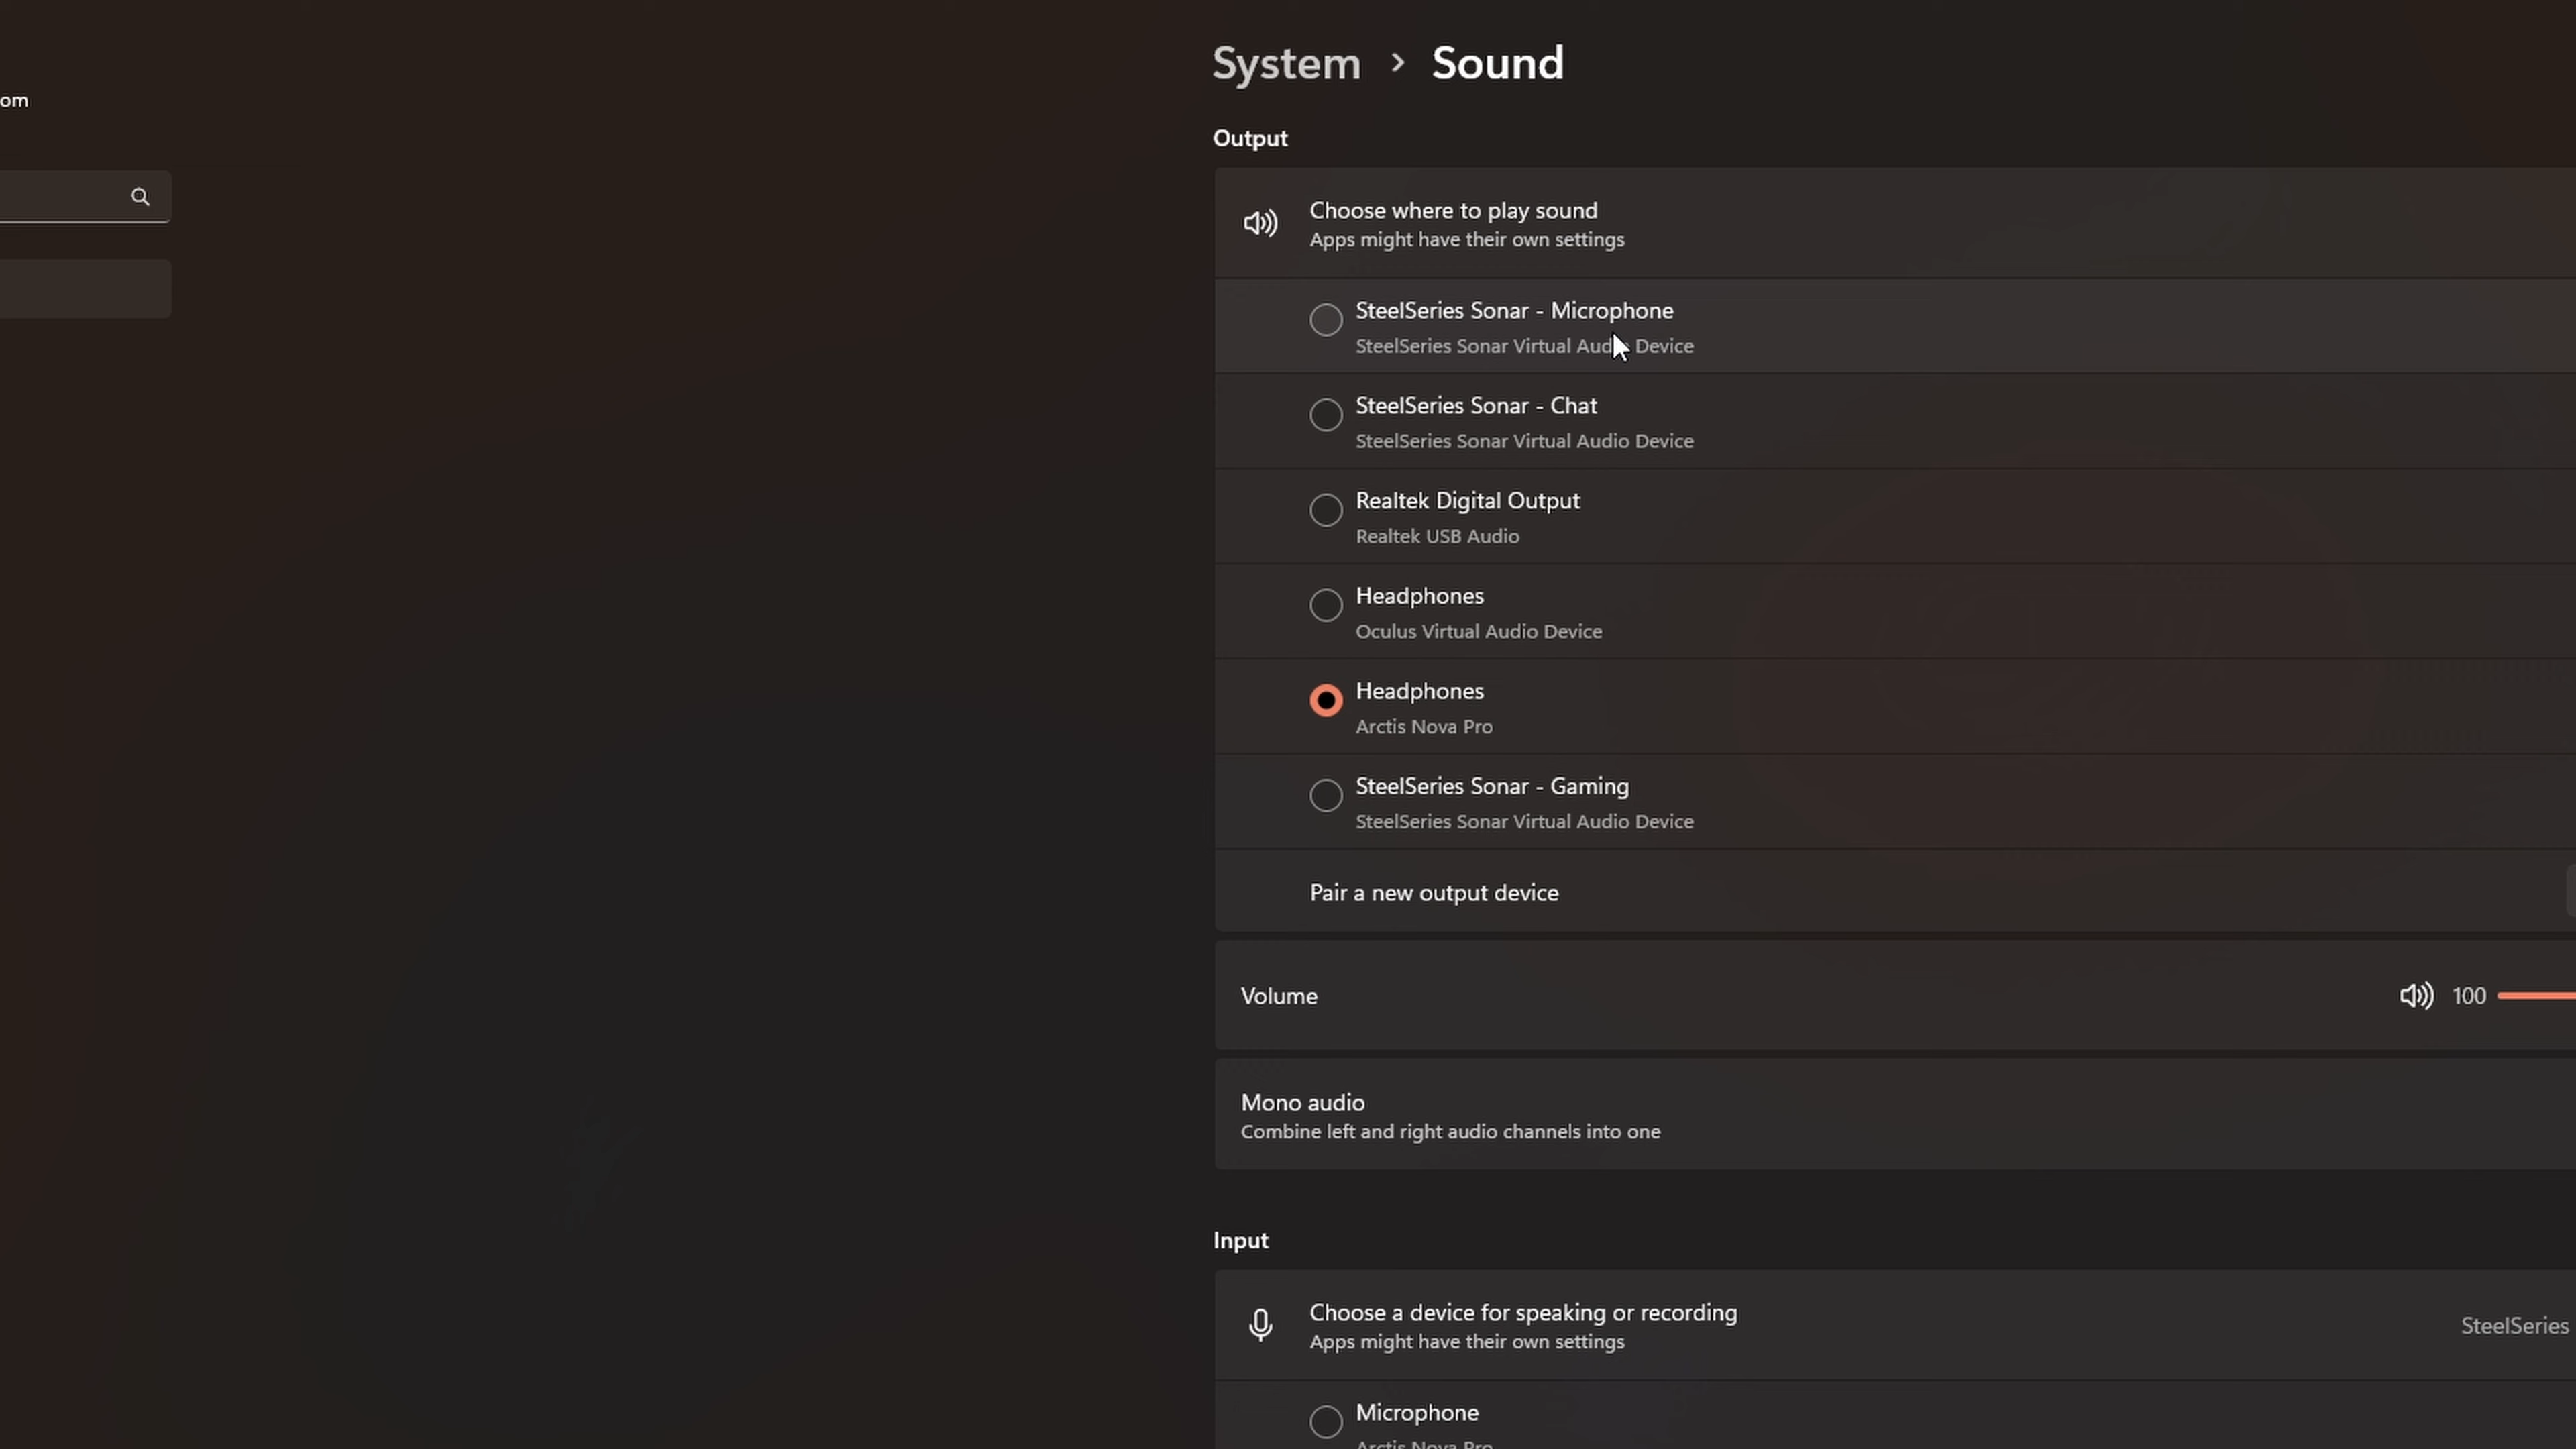 om
System > Sound
Output
Choose where to play sound
Apps might have their own settings
SteelSeries Sonar - Microphone
SteelSeries Sonar Virtual Audio Device
SteelSeries Sonar - Chat
SteelSeries Sonar Virtual Audio Device
Realtek Digital Output
Realtek USB Audio
Headphones
Oculus Virtual Audio Device
Headphones
Arctis Nova Pro
SteelSeries Sonar - Gaming
SteelSeries Sonar Virtual Audio Device
Pair a new output device
Volume 100
Mono audio
Combine left and right audio channels into one
Input
Choose a device for speaking or recording
Apps might have their own settings
SteelSeries
Microphone
Arctis Nova Pro